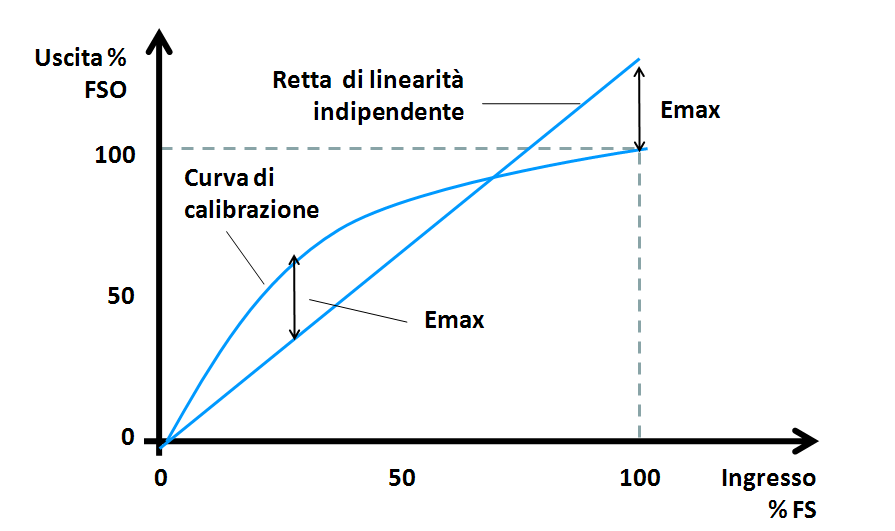 Uscita %
FSO
Retta di linearità
indipendente
Emax
100
Curva di
calibrazione
50
Emax
0
0
50
100
Ingresso
% FS